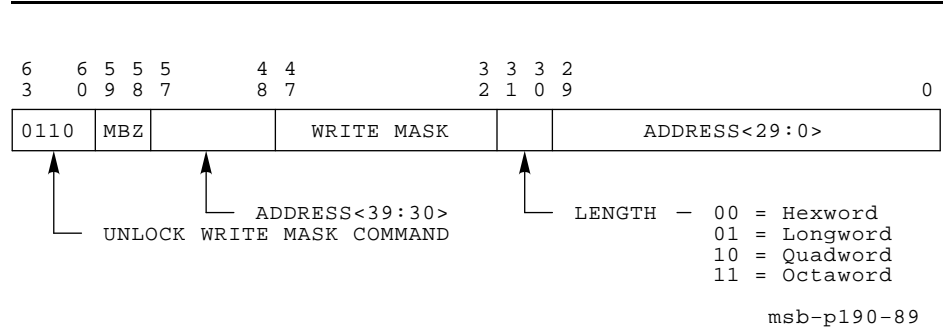 6 6 5 5 5 4 4 3 3 3 2
3 0 9 8 7 8 7 2 1 0 9 0
0110 MBZ WRITE MASK ADDRESS<29:0>
ADDRESS<39:30> LENGTH – 00 = Hexword
UNLOCK WRITE MASK COMMAND 01 = Longword
10 = Quadword
11 = Octaword
msb-p190-89